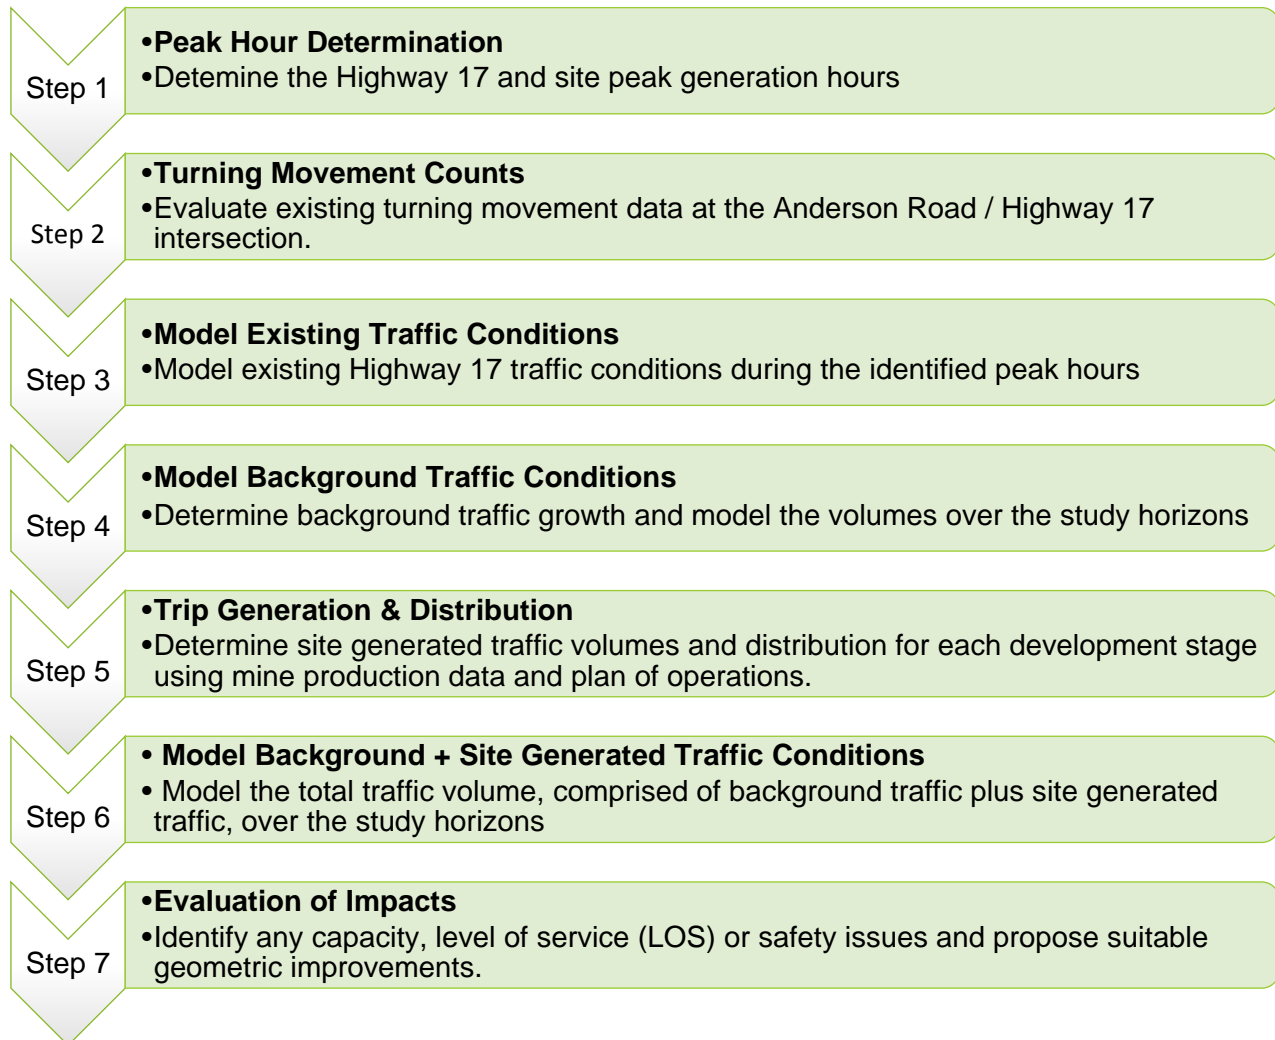 Step 1
•Peak Hour Determination
•Detemine the Highway 17 and site peak generation hours
Step 2
•Turning Movement Counts
•Evaluate existing turning movement data at the Anderson Road / Highway 17
intersection.
Step 3
•Model Existing Traffic Conditions
•Model existing Highway 17 traffic conditions during the identified peak hours
Step 4
•Model Background Traffic Conditions
•Determine background traffic growth and model the volumes over the study horizons
Step 5
•Trip Generation & Distribution
•Determine site generated traffic volumes and distribution for each development stage
using mine production data and plan of operations.
Step 6
• Model Background + Site Generated Traffic Conditions
• Model the total traffic volume, comprised of background traffic plus site generated
traffic, over the study horizons
Step 7
•Evaluation of Impacts
•Identify any capacity, level of service (LOS) or safety issues and propose suitable
geometric improvements.